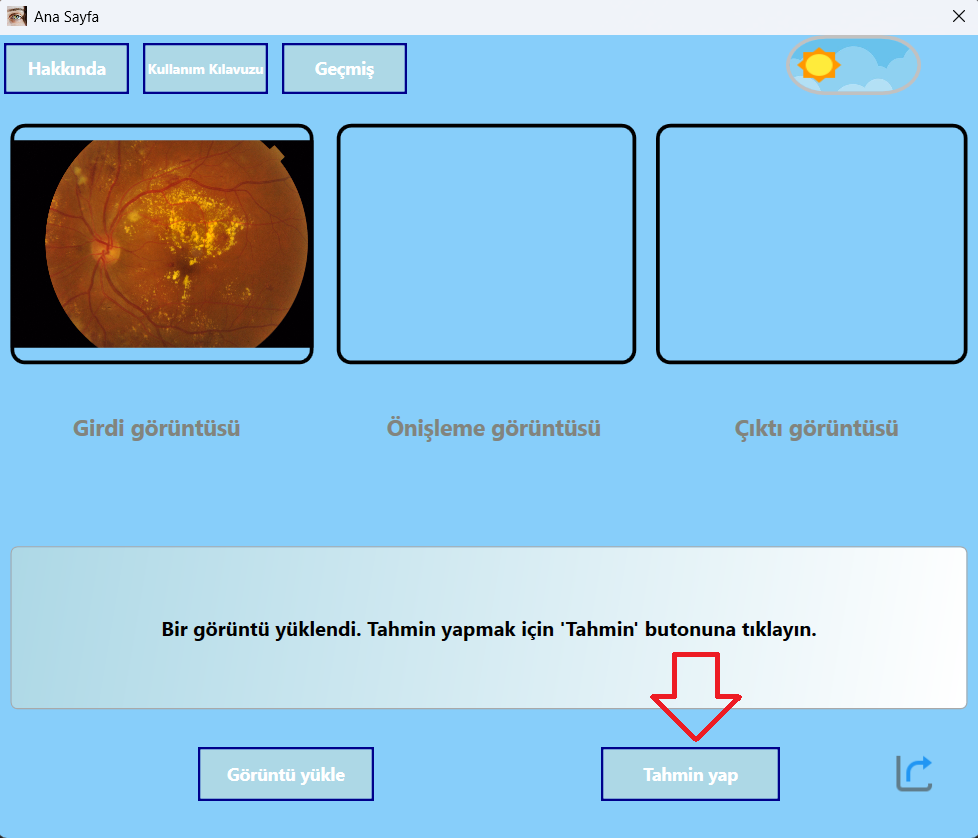 Ana Sayfa
Hakkında
Kullanım Kılavuzu
Geçmiş
Girdi görüntüsü
Önişleme görüntüsü
Çıktı görüntüsü
Bir görüntü yüklendi. Tahmin yapmak için 'Tahmin' butonuna tıklayın.
Görüntü yükle
Tahmin yap